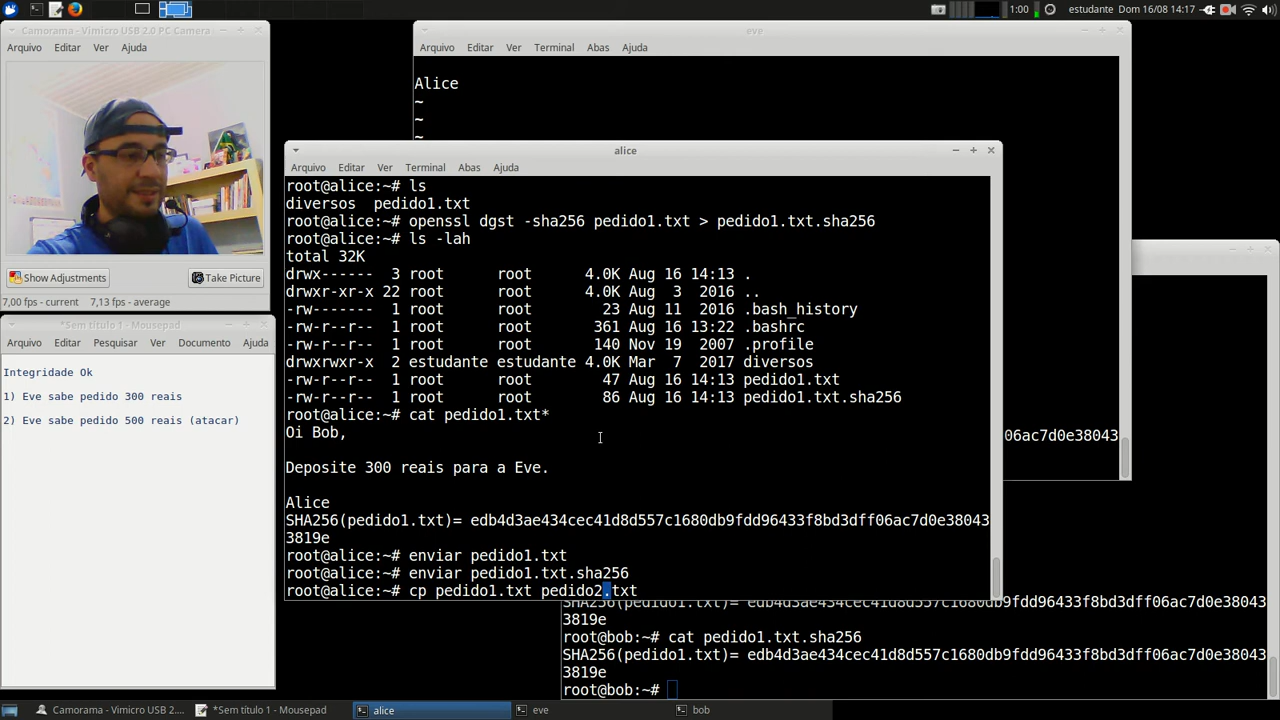 1:00
estudante Dom 16/08 14:17
Camorama - Vimicro USB 2.0 PC Camera
Arquivo Editar Ver Ajuda
Show Adjustments
Take Picture
7,00 fps - current 7,13 fps - average
*Sem título 1 - Mousepad
Arquivo Editar Pesquisar Ver Documento Ajuda
Integridade Ok
1) Eve sabe pedido 300 reais
2) Eve sabe pedido 500 reais (atacar)
eve
Arquivo Editar Ver Terminal Abas Ajuda
Alice
~
~
~
06ac7d0e38043
alice
Arquivo Editar Ver Terminal Abas Ajuda
root@alice:~# ls
diversos pedido1.txt
root@alice:~# openssl dgst -sha256 pedido1.txt > pedido1.txt.sha256
root@alice:~# ls -lah
total 32K
drwx------ 3 root root 4.0K Aug 16 14:13 .
drwxr-xr-x 22 root root 4.0K Aug 3 2016 ..
-rw------- 1 root root 23 Aug 11 2016 .bash_history
-rw-r--r-- 1 root root 361 Aug 16 13:22 .bashrc
-rw-r--r-- 1 root root 140 Nov 19 2007 .profile
drwxrwxr-x 2 estudante estudante 4.0K Mar 7 2017 diversos
-rw-r--r-- 1 root root 47 Aug 16 14:13 pedido1.txt
-rw-r--r-- 1 root root 86 Aug 16 14:13 pedido1.txt.sha256
root@alice:~# cat pedido1.txt*
Oi Bob,
Deposite 300 reais para a Eve.
Alice
SHA256(pedido1.txt)= edb4d3ae434cec41d8d557c1680db9fdd96433f8bd3dff06ac7d0e38043
3819e
root@alice:~# enviar pedido1.txt
root@alice:~# enviar pedido1.txt.sha256
root@alice:~# cp pedido1.txt pedido2.txt
SHA256(pedido1.txt)= edb4d3ae434cec41d8d557c1680db9fdd96433f8bd3dff06ac7d0e38043
3819e
root@bob:~# cat pedido1.txt.sha256
SHA256(pedido1.txt)= edb4d3ae434cec41d8d557c1680db9fdd96433f8bd3dff06ac7d0e38043
3819e
root@bob:~#
Camorama - Vimicro USB 2....
*Sem título 1 - Mousepad
alice
eve
bob